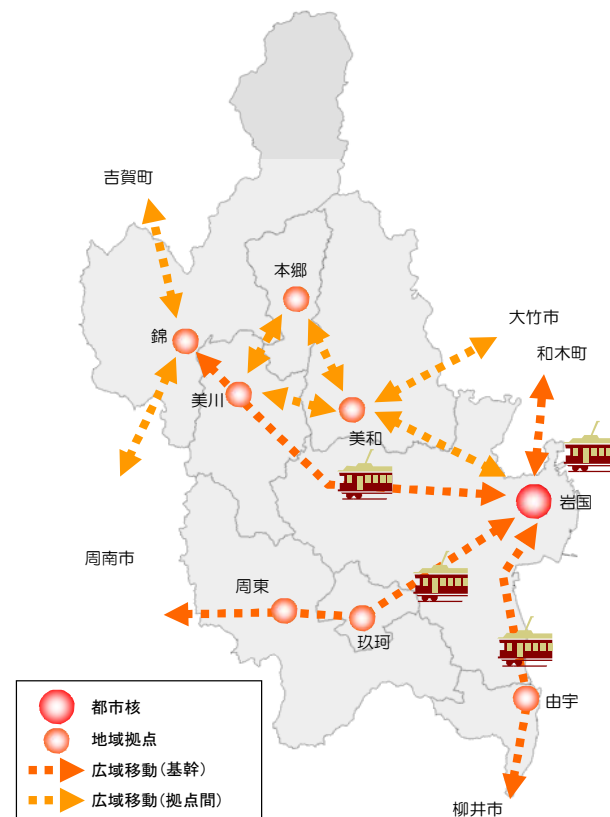 吉賀町
本郷
大竹市
錦
和木町
美川
美和
岩国
周南市
周東
玖珂
由宇
柳井市
都市核
地域拠点
広域移動(基幹)
広域移動(拠点間)